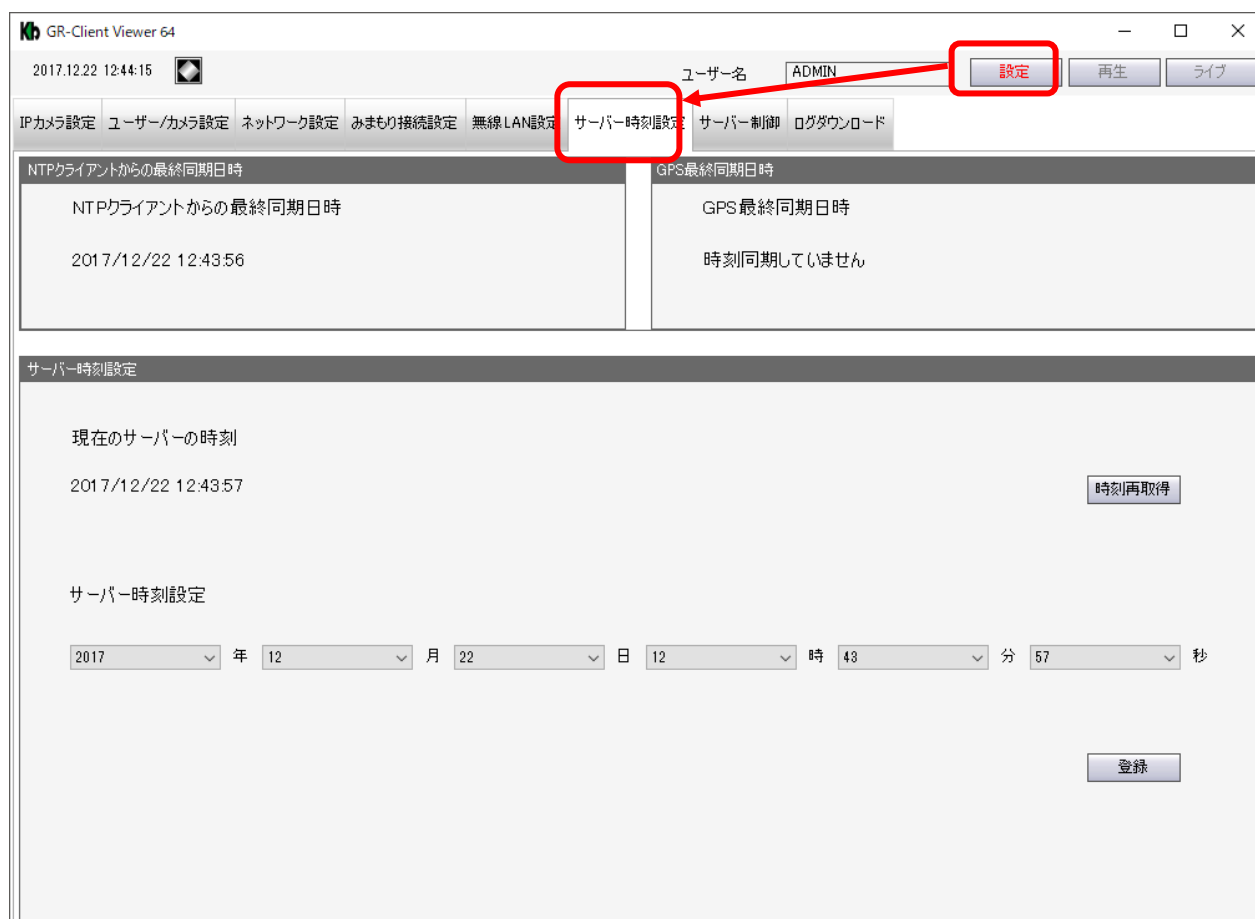 Kb GR-Client Viewer 64
2017.12.22 12:44:15 ユーザー名 ADMIN 設定 再生 ライブ
IPカメラ設定 ユーザー/カメラ設定 ネットワーク設定 みまもり接続設定 無線LAN設定 サーバー時刻設定 サーバー制御 ログダウンロード
NTPクライアントからの最終同期日時 GPS最終同期日時
NTPクライアントからの最終同期日時 GPS最終同期日時
2017/12/22 12:43:56 時刻同期していません
サーバー時刻設定
現在のサーバーの時刻
2017/12/22 12:43:57 時刻再取得
サーバー時刻設定
2017 年 12 月 22 日 12 時 43 分 57 秒
登録